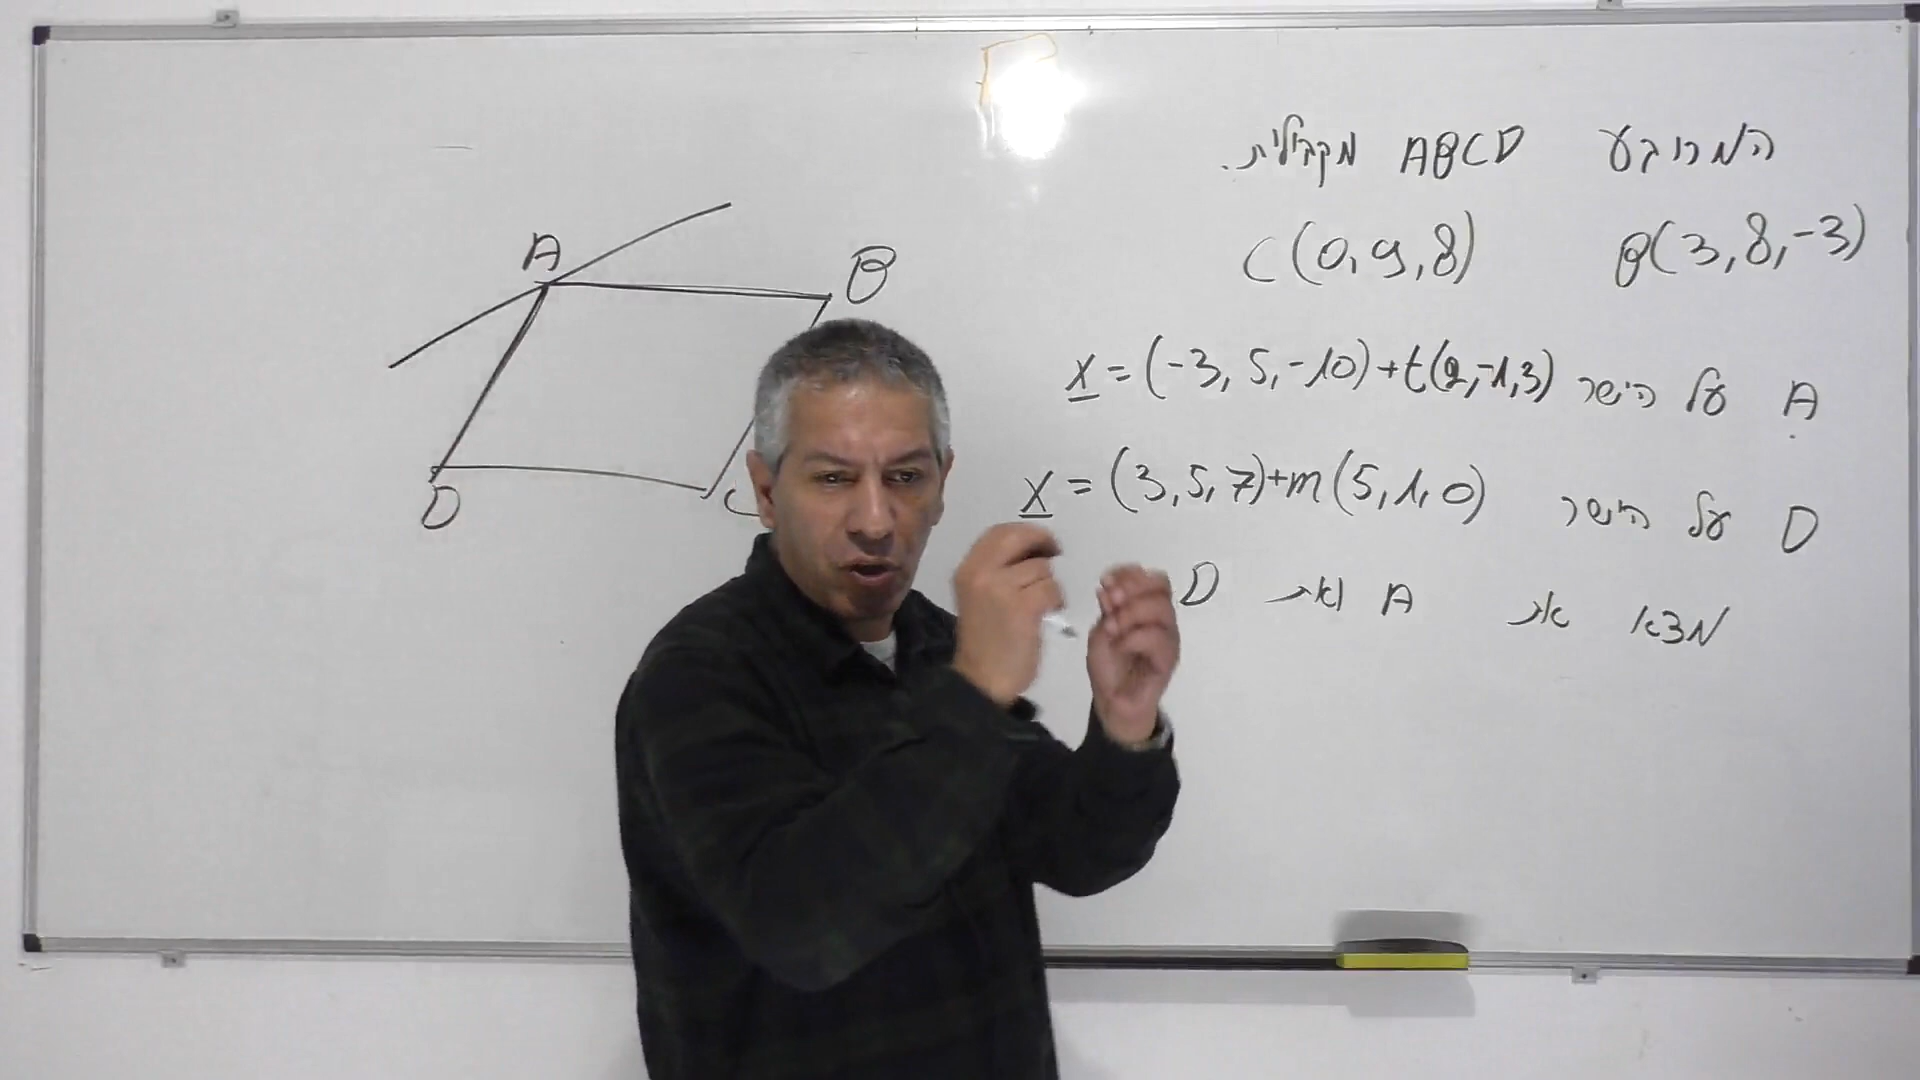 המרובע ABCD מקבילית.
B(3,8,-3) C(0,9,8)
A על הישר x=(-3,5,-10)+t(2,-1,3)
D על הישר x=(3,5,7)+m(5,1,0)
מצא את A ואת D
A
B
D
C